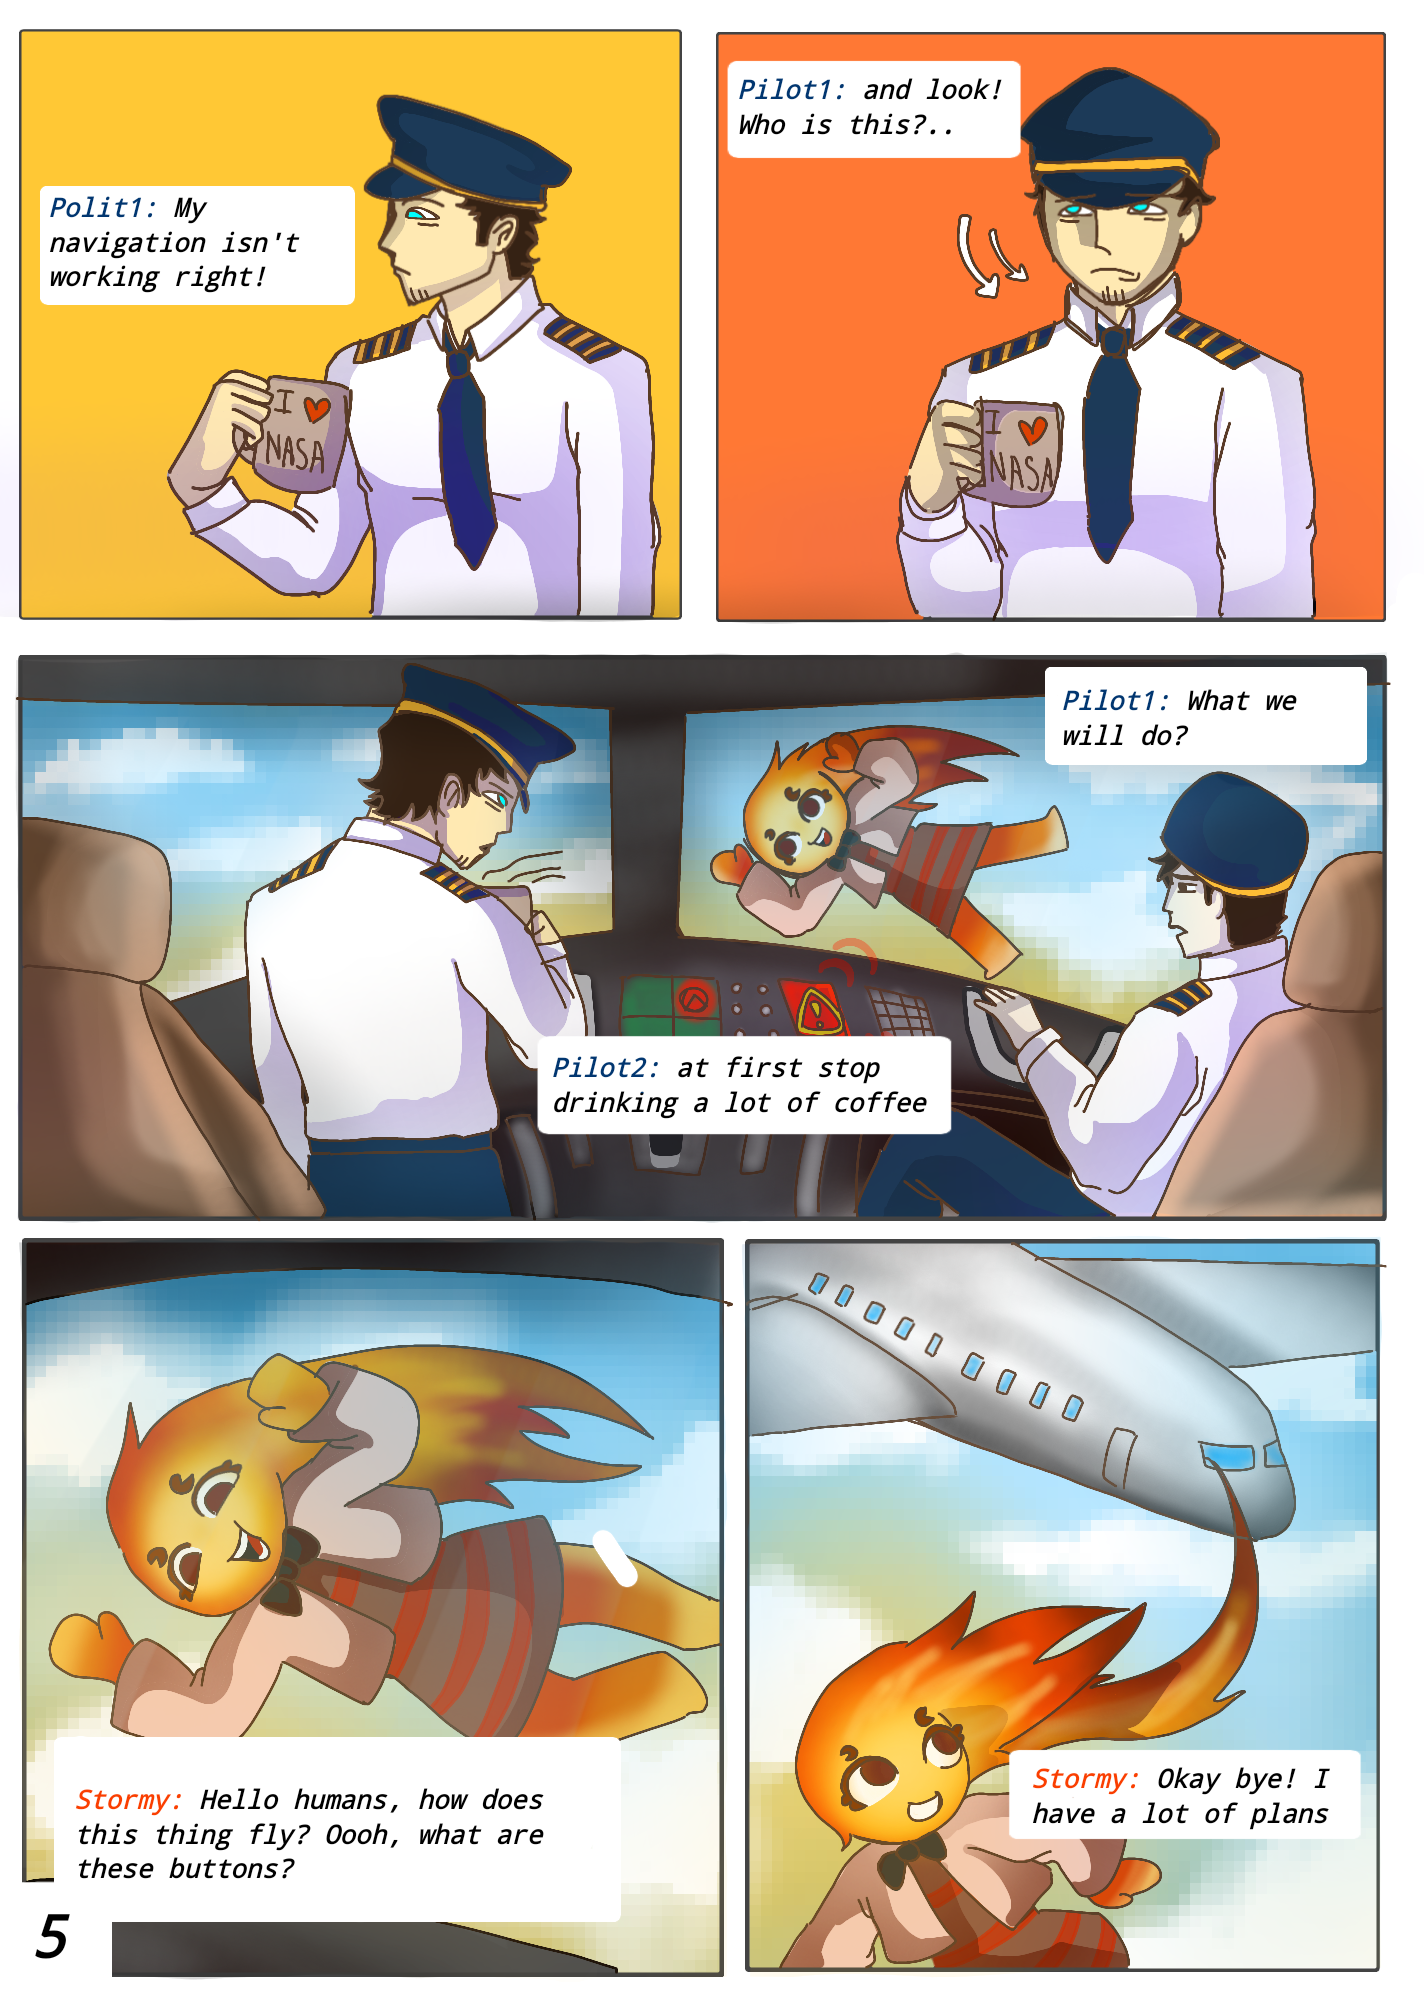 Polit1: My
navigation isn't
working right!
I ❤
NASA
Pilot1: and look!
Who is this?..
I ❤
NASA
Pilot1: What we
will do?
Pilot2: at first stop
drinking a lot of coffee
Stormy: Hello humans, how does
this thing fly? Oooh, what are
these buttons?
Stormy: Okay bye! I
have a lot of plans
5